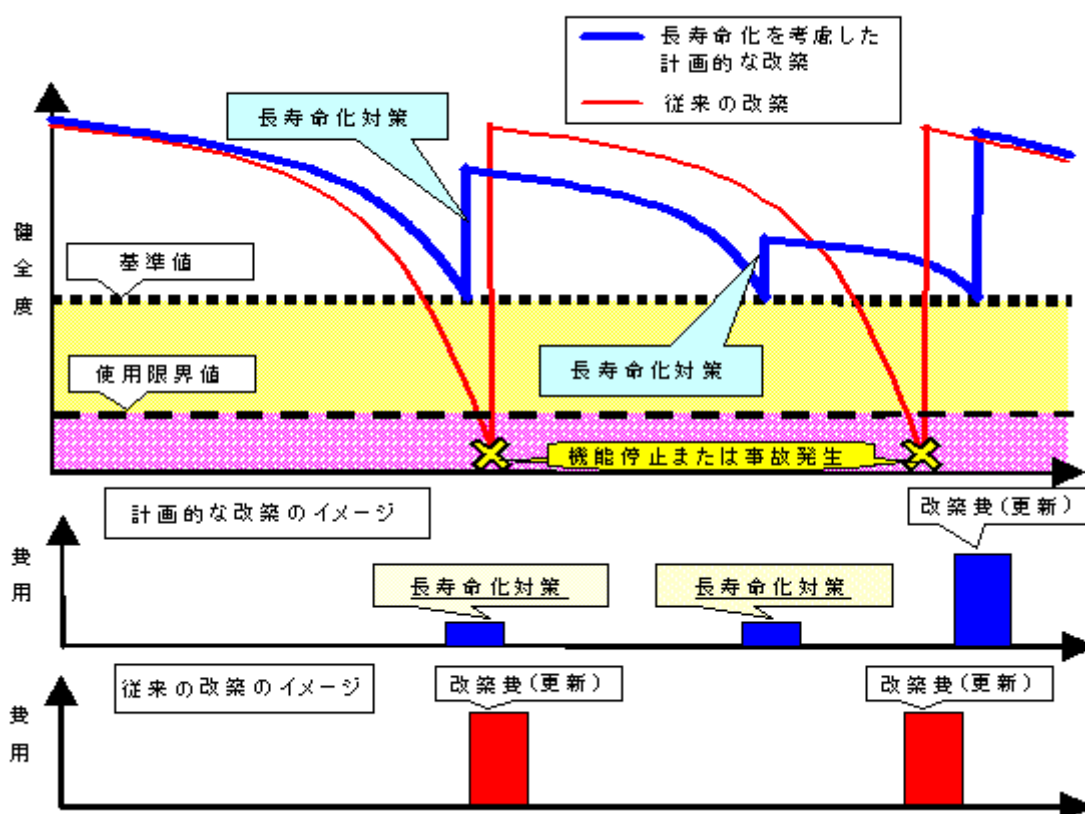 長寿命化を考慮した
計画的な改築
従来の改築
長寿命化対策
健全度
基準値
使用限界値
長寿命化対策
機能停止または事故発生
計画的な改築のイメージ
改築費(更新)
費用
長寿命化対策
長寿命化対策
従来の改築のイメージ
改築費(更新)
改築費(更新)
費用